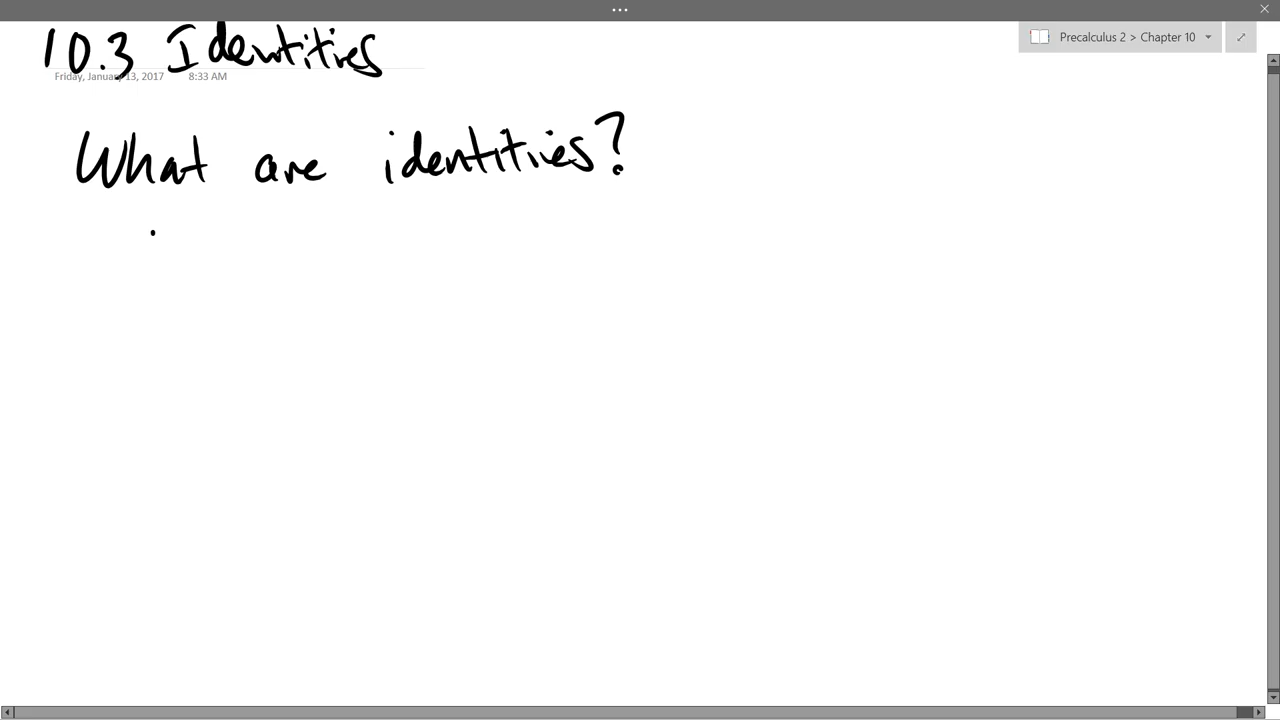 10.3 Identities
Precalculus 2 > Chapter 10
Friday, January 13, 2017 8:33 AM
What are identities?